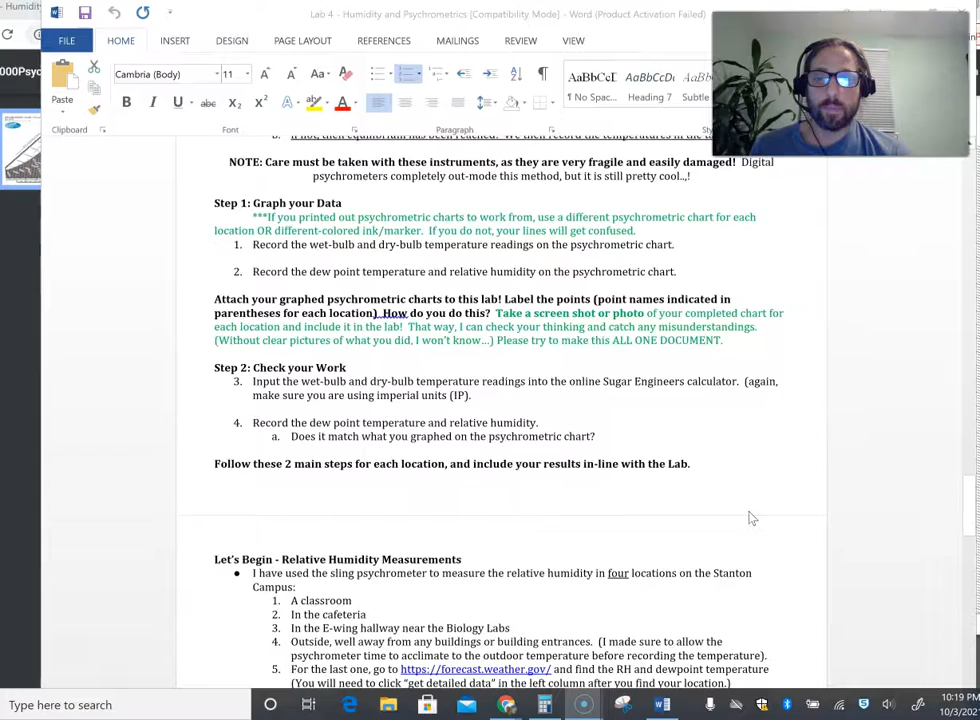 - Humidity
Lab 4 - Humidity and Psychrometrics [Compatibility Mode] - Word (Product Activation Failed)
FILE HOME INSERT DESIGN PAGE LAYOUT REFERENCES MAILINGS REVIEW VIEW
000Psyc
Paste
Cambria (Body) 11
Aa
B I U abc X2 X2 A A
AaBbCcI AaBbCcDc AaBb
¶ No Spac... Heading 7 Subtle
Clipboard Font Paragraph
NOTE: Care must be taken with these instruments, as they are very fragile and easily damaged! Digital
psychrometers completely out-mode this method, but it is still pretty cool..,!
Step 1: Graph your Data
***If you printed out psychrometric charts to work from, use a different psychrometric chart for each
location OR different-colored ink/marker. If you do not, your lines will get confused.
1. Record the wet-bulb and dry-bulb temperature readings on the psychrometric chart.
2. Record the dew point temperature and relative humidity on the psychrometric chart.
Attach your graphed psychrometric charts to this lab! Label the points (point names indicated in
parentheses for each location) How do you do this? Take a screen shot or photo of your completed chart for
each location and include it in the lab! That way, I can check your thinking and catch any misunderstandings.
(Without clear pictures of what you did, I won't know...) Please try to make this ALL ONE DOCUMENT.
Step 2: Check your Work
3. Input the wet-bulb and dry-bulb temperature readings into the online Sugar Engineers calculator. (again,
make sure you are using imperial units (IP).
4. Record the dew point temperature and relative humidity.
a. Does it match what you graphed on the psychrometric chart?
Follow these 2 main steps for each location, and include your results in-line with the Lab.
Let's Begin - Relative Humidity Measurements
● I have used the sling psychrometer to measure the relative humidity in four locations on the Stanton
Campus:
1. A classroom
2. In the cafeteria
3. In the E-wing hallway near the Biology Labs
4. Outside, well away from any buildings or building entrances. (I made sure to allow the
psychrometer time to acclimate to the outdoor temperature before recording the temperature).
5. For the last one, go to https://forecast.weather.gov/ and find the RH and dewpoint temperature
(You will need to click "get detailed data" in the left column after you find your location.)
Type here to search
10:19 PM
10/3/202